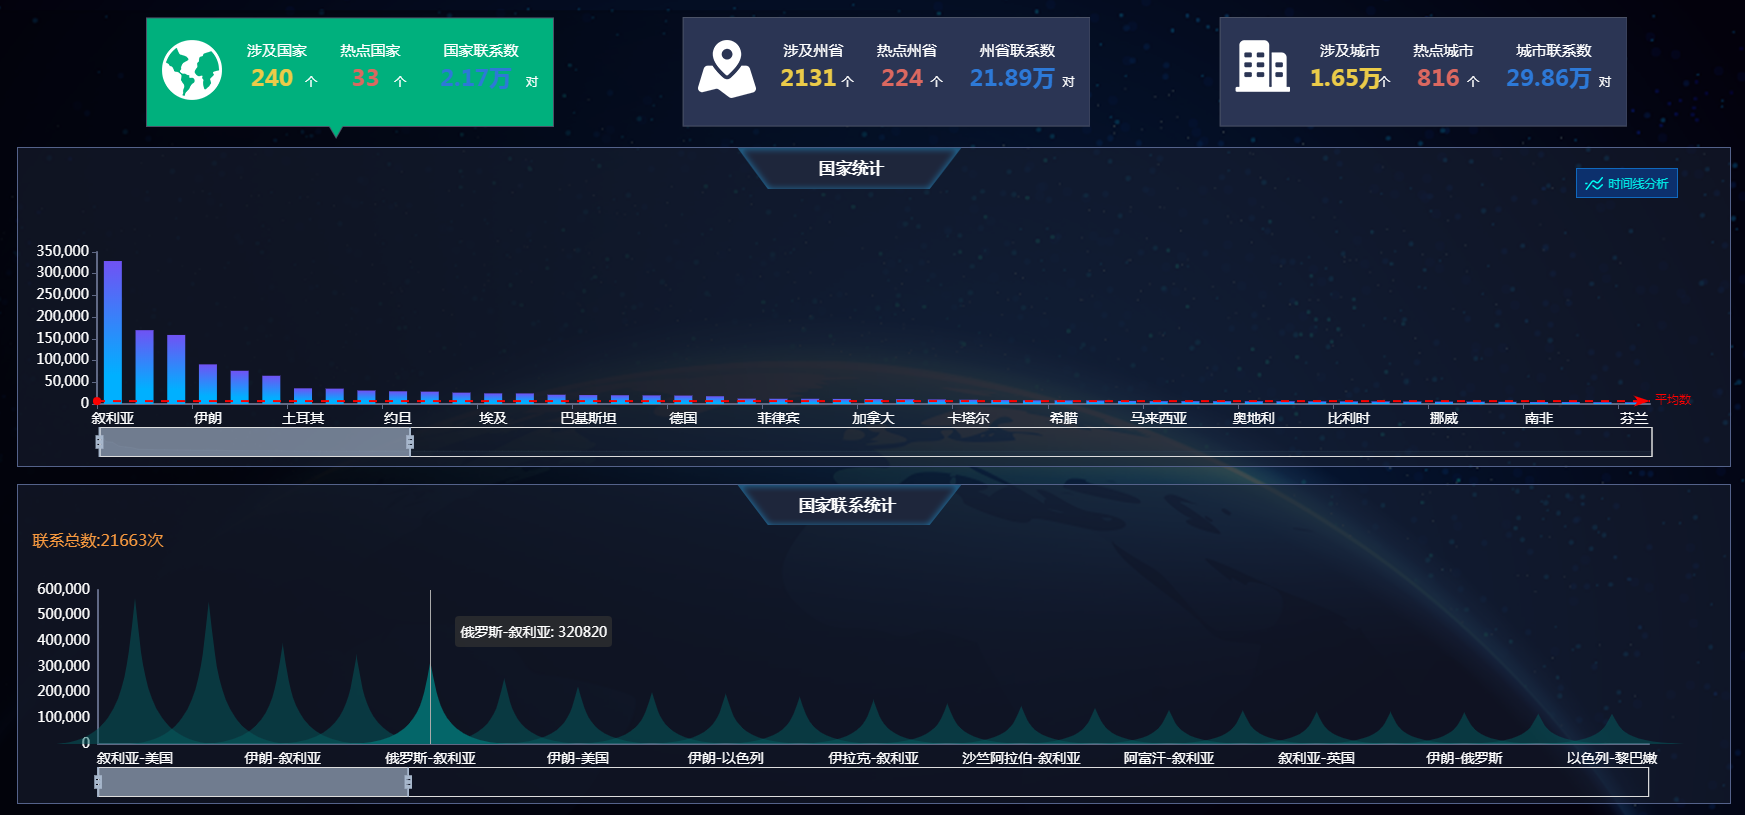 涉及国家 热点国家 国家联系数
240 个 33 个 2.17万 对
涉及州省 热点州省 州省联系数
2131 个 224 个 21.89万 对
涉及城市 热点城市 城市联系数
1.65万个 816 个 29.86万 对
国家统计
时间线分析
350,000
300,000
250,000
200,000
150,000
100,000
50,000
0
平均数
叙利亚 伊朗 土耳其 约旦 埃及 巴基斯坦 德国 菲律宾 加拿大 卡塔尔 希腊 马来西亚 奥地利 比利时 挪威 南非 芬兰
国家联系统计
联系总数:21663次
600,000
500,000
400,000
300,000
200,000
100,000
0
俄罗斯-叙利亚: 320820
叙利亚-美国 伊朗-叙利亚 俄罗斯-叙利亚 伊朗-美国 伊朗-以色列 伊拉克-叙利亚 沙竺阿拉伯-叙利亚 阿富汗-叙利亚 叙利亚-英国 伊朗-俄罗斯 以色列-黎巴嫩